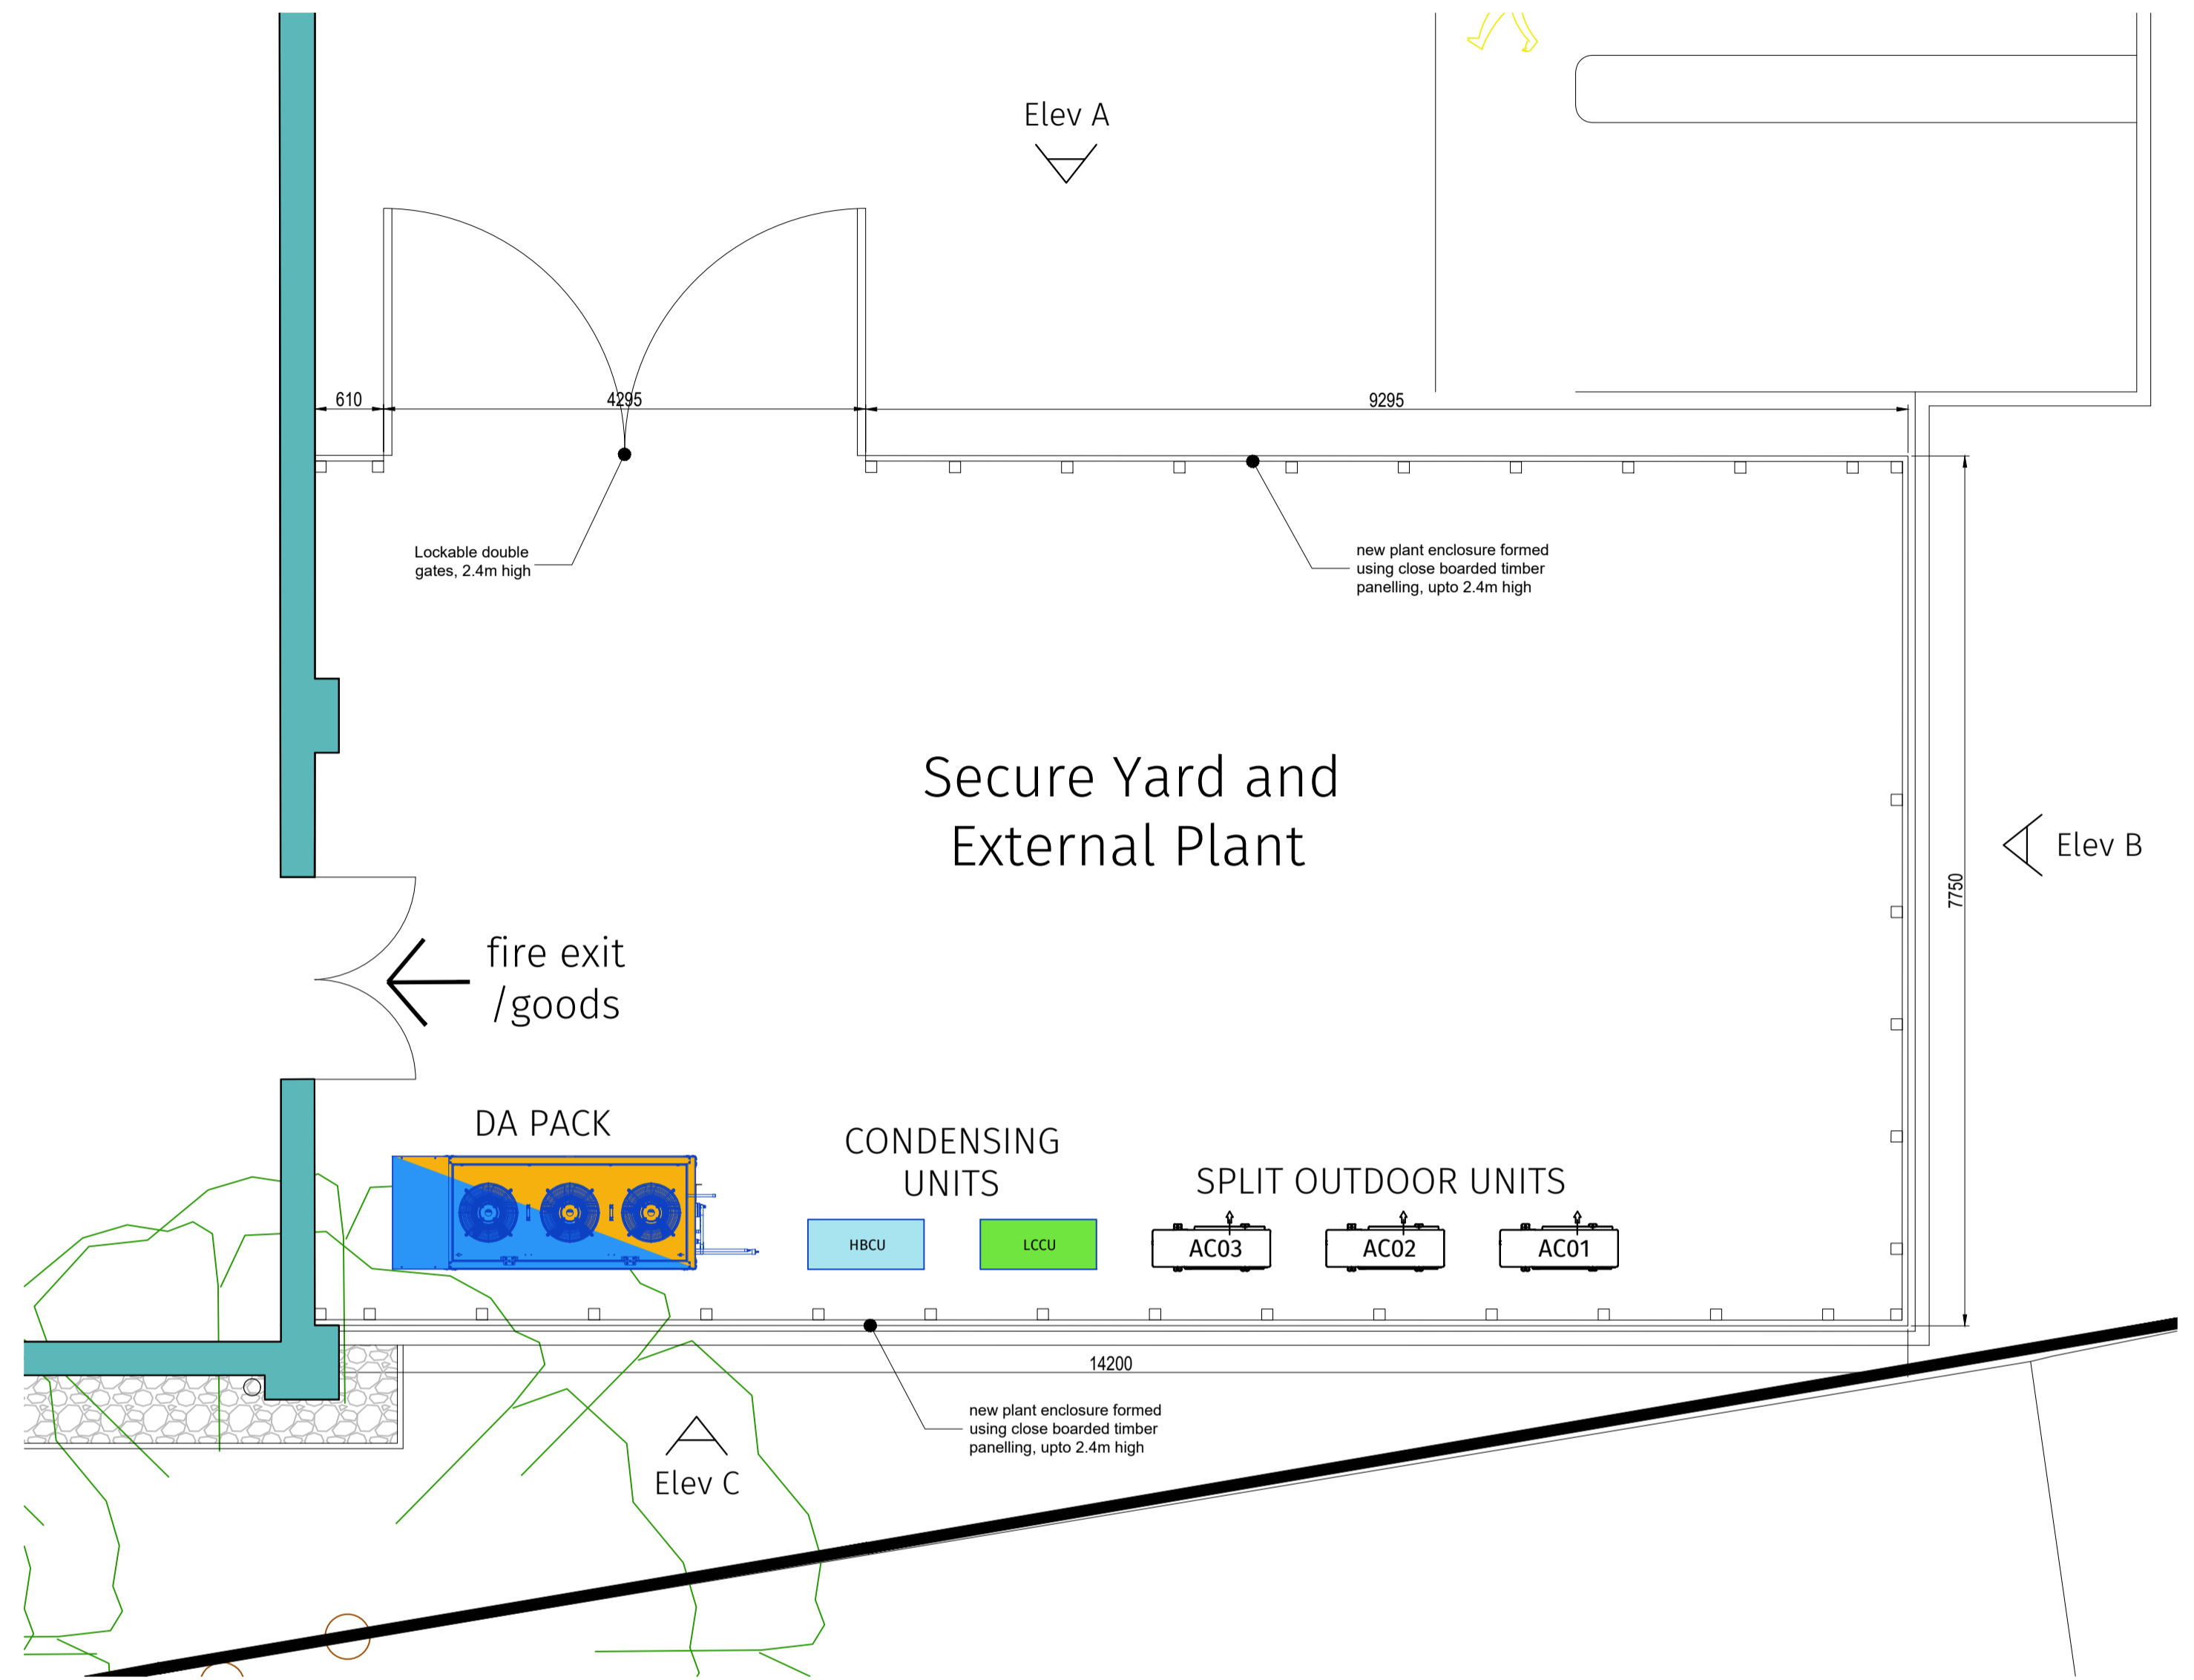 Elev A
610
4295
9295
Lockable double
gates, 2.4m high
new plant enclosure formed
using close boarded timber
panelling, upto 2.4m high
Secure Yard and
External Plant
Elev B
7750
fire exit
/goods
DA PACK
CONDENSING
UNITS
SPLIT OUTDOOR UNITS
HBCU
LCCU
AC03
AC02
AC01
14200
new plant enclosure formed
using close boarded timber
panelling, upto 2.4m high
Elev C